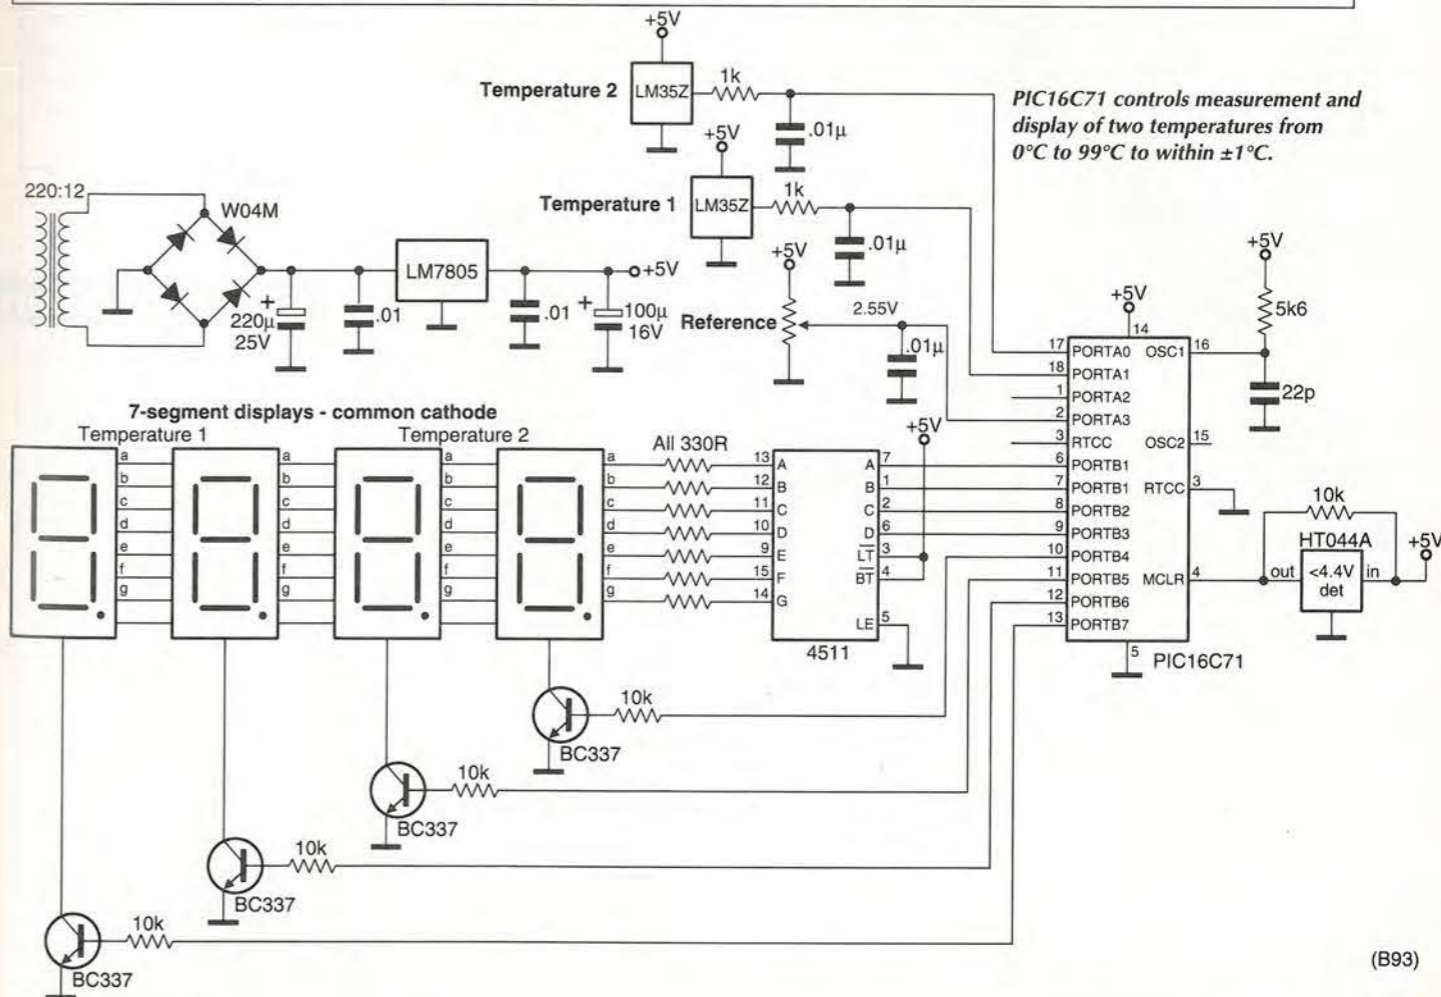 +5V
Temperature 2
LM35Z
1k
.01µ
PIC16C71 controls measurement and
display of two temperatures from
0°C to 99°C to within ±1°C.
+5V
Temperature 1
LM35Z
1k
.01µ
220:12
W04M
+
220µ
25V
.01
LM7805
.01
+
100µ
16V
+5V
+5V
Reference
2.55V
.01µ
+5V
14
+5V
5k6
22p
17 PORTA0
18 PORTA1
1 PORTA2
2 PORTA3
3 RTCC
6 PORTB1
7 PORTB1
8 PORTB2
9 PORTB3
10 PORTB4
11 PORTB5
12 PORTB6
13 PORTB7
OSC1 16
OSC2 15
RTCC 3
MCLR 4
5
PIC16C71
10k
HT044A
out
<4.4V
det
in
+5V
7-segment displays - common cathode
Temperature 1
Temperature 2
a
b
c
d
e
f
g
a
b
c
d
e
f
g
a
b
c
d
e
f
g
a
b
c
d
e
f
g
All 330R
13 A
12 B
11 C
10 D
9 E
15 F
14 G
+5V
A 7
B 1
C 2
D 6
LT 3
BT 4
LE 5
4511
10k
BC337
10k
BC337
10k
BC337
10k
BC337
(B93)